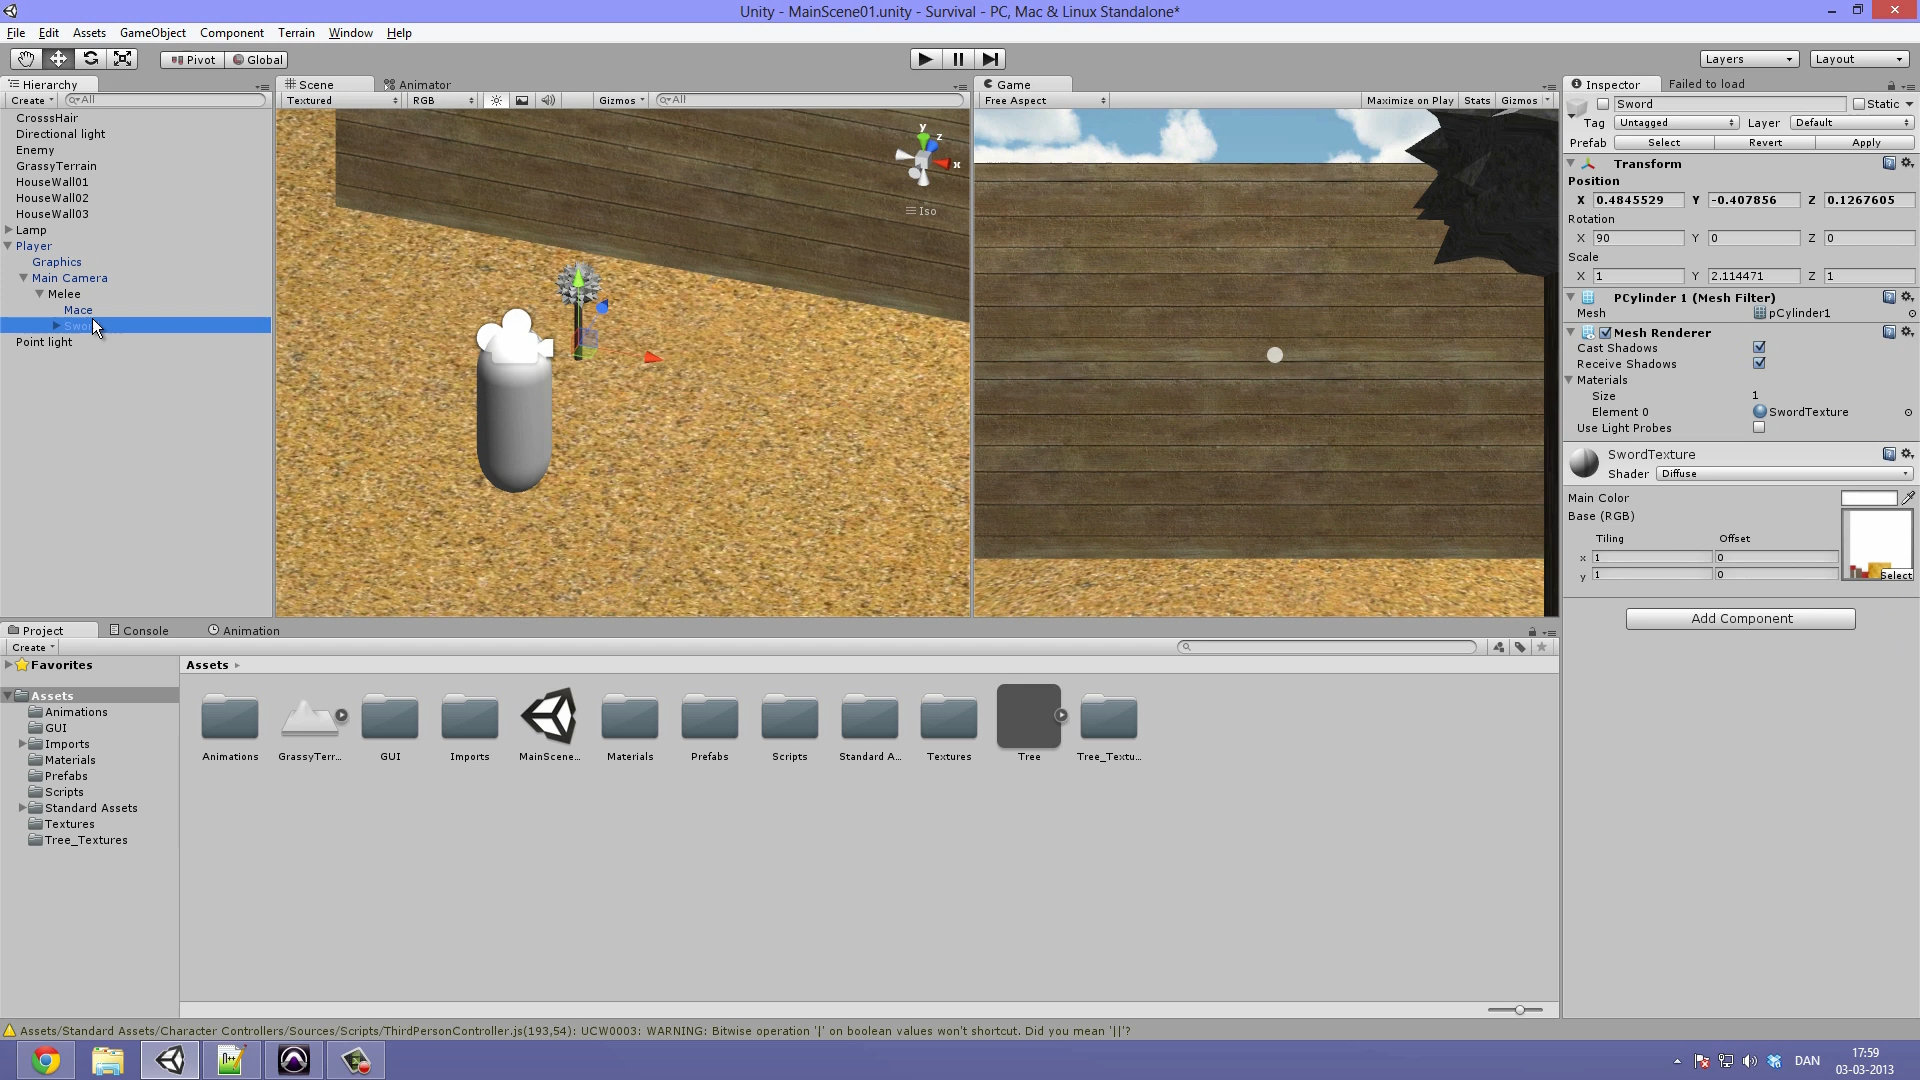 Unity - MainScene01.unity - Survival - PC, Mac & Linux Standalone*
File Edit Assets GameObject Component Terrain Window Help
Pivot Global Layers Layout
Hierarchy
Create All
CrosssHair
Directional light
Enemy
GrassyTerrain
HouseWall01
HouseWall02
HouseWall03
Lamp
Player
Graphics
Main Camera
Melee
Mace
Point light
Scene Animator
Textured RGB Gizmos All
y
z
x
Iso
Game
Free Aspect Maximize on Play Stats Gizmos
Inspector Failed to load
Sword Static
Tag Untagged Layer Default
Prefab Select Revert Apply
Transform
Position
X 0.4845529 Y -0.407856 Z 0.1267605
Rotation
X 90 Y 0 Z 0
Scale
X 1 Y 2.114471 Z 1
PCylinder 1 (Mesh Filter)
Mesh pCylinder1
Mesh Renderer
Cast Shadows
Receive Shadows
Materials
Size 1
Element 0 SwordTexture
Use Light Probes
SwordTexture
Shader Diffuse
Main Color
Base (RGB)
Tiling Offset
x 1 0
y 1 0
Select
Add Component
Project Console Animation
Create
Favorites
Assets
Animations
GUI
Imports
Materials
Prefabs
Scripts
Standard Assets
Textures
Tree_Textures
Assets
Animations GrassyTerr... GUI Imports MainScene... Materials Prefabs Scripts Standard A... Textures Tree Tree_Textu...
Assets/Standard Assets/Character Controllers/Sources/Scripts/ThirdPersonController.js(193,54): UCW0003: WARNING: Bitwise operation '|' on boolean values won't shortcut. Did you mean '||'?
DAN
17:59
03-03-2013